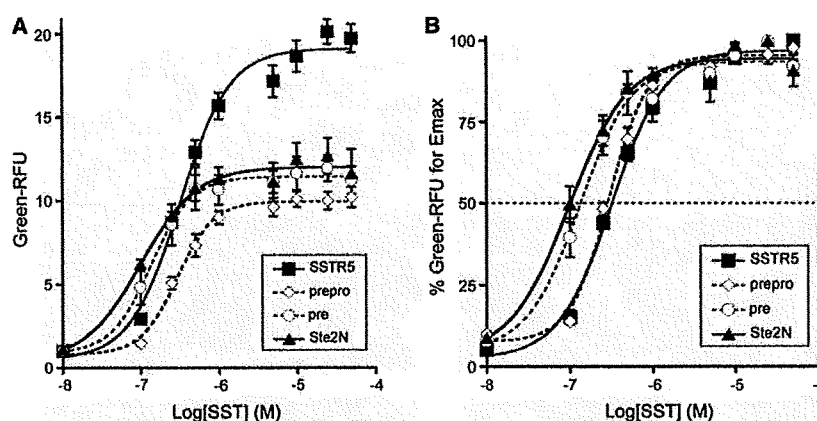 A
Green-RFU
20
15
10
5
0
SSTR5
prepro
pre
Ste2N
-8
-7
-6
-5
-4
Log[SST] (M)
B
% Green-RFU for Emax
100
75
50
25
0
SSTR5
prepro
pre
Ste2N
-8
-7
-6
-5
-4
Log[SST] (M)